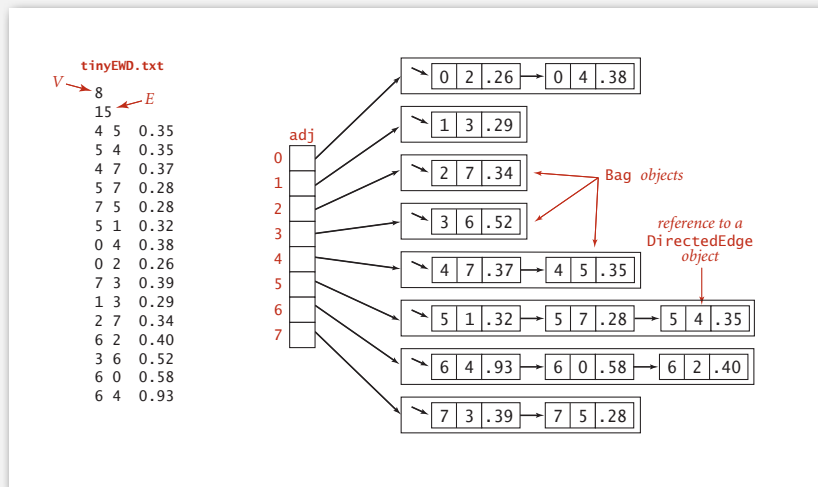 tinyEWD.txt
V
8
15
E
4 5 0.35
5 4 0.35
4 7 0.37
5 7 0.28
7 5 0.28
5 1 0.32
0 4 0.38
0 2 0.26
7 3 0.39
1 3 0.29
2 7 0.34
6 2 0.40
3 6 0.52
6 0 0.58
6 4 0.93
adj
0
1
2
3
4
5
6
7
0 2 .26 0 4 .38
1 3 .29
2 7 .34
3 6 .52
4 7 .37 4 5 .35
5 1 .32 5 7 .28 5 4 .35
6 4 .93 6 0 .58 6 2 .40
7 3 .39 7 5 .28
Bag objects
reference to a
DirectedEdge
object